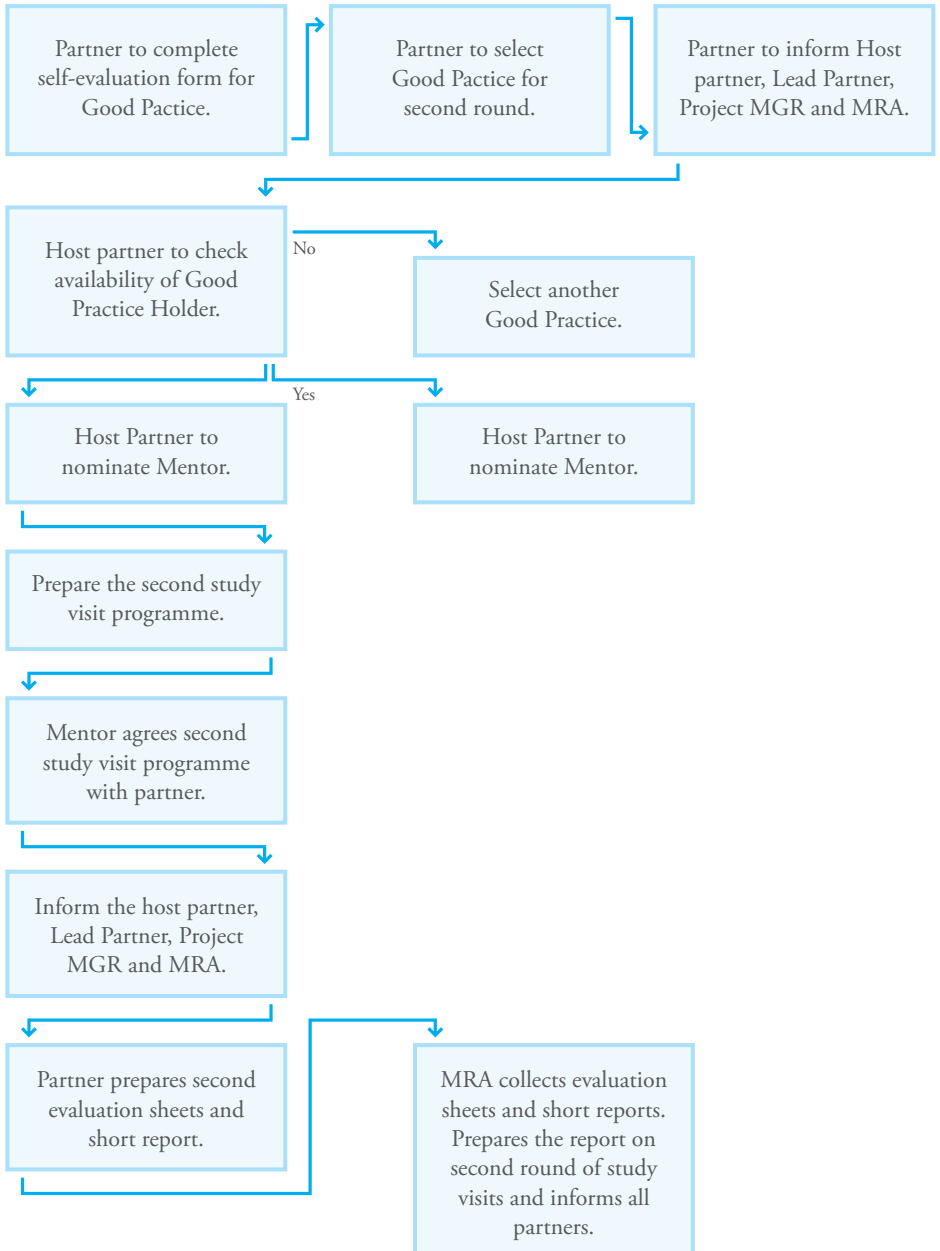 Partner to complete
self-evaluation form for
Good Pactice.
Partner to select
Good Pactice for
second round.
Partner to inform Host
partner, Lead Partner,
Project MGR and MRA.
Host partner to check
availability of Good
Practice Holder.
No
Select another
Good Practice.
Yes
Host Partner to
nominate Mentor.
Host Partner to
nominate Mentor.
Prepare the second study
visit programme.
Mentor agrees second
study visit programme
with partner.
Inform the host partner,
Lead Partner, Project
MGR and MRA.
Partner prepares second
evaluation sheets and
short report.
MRA collects evaluation
sheets and short reports.
Prepares the report on
second round of study
visits and informs all
partners.